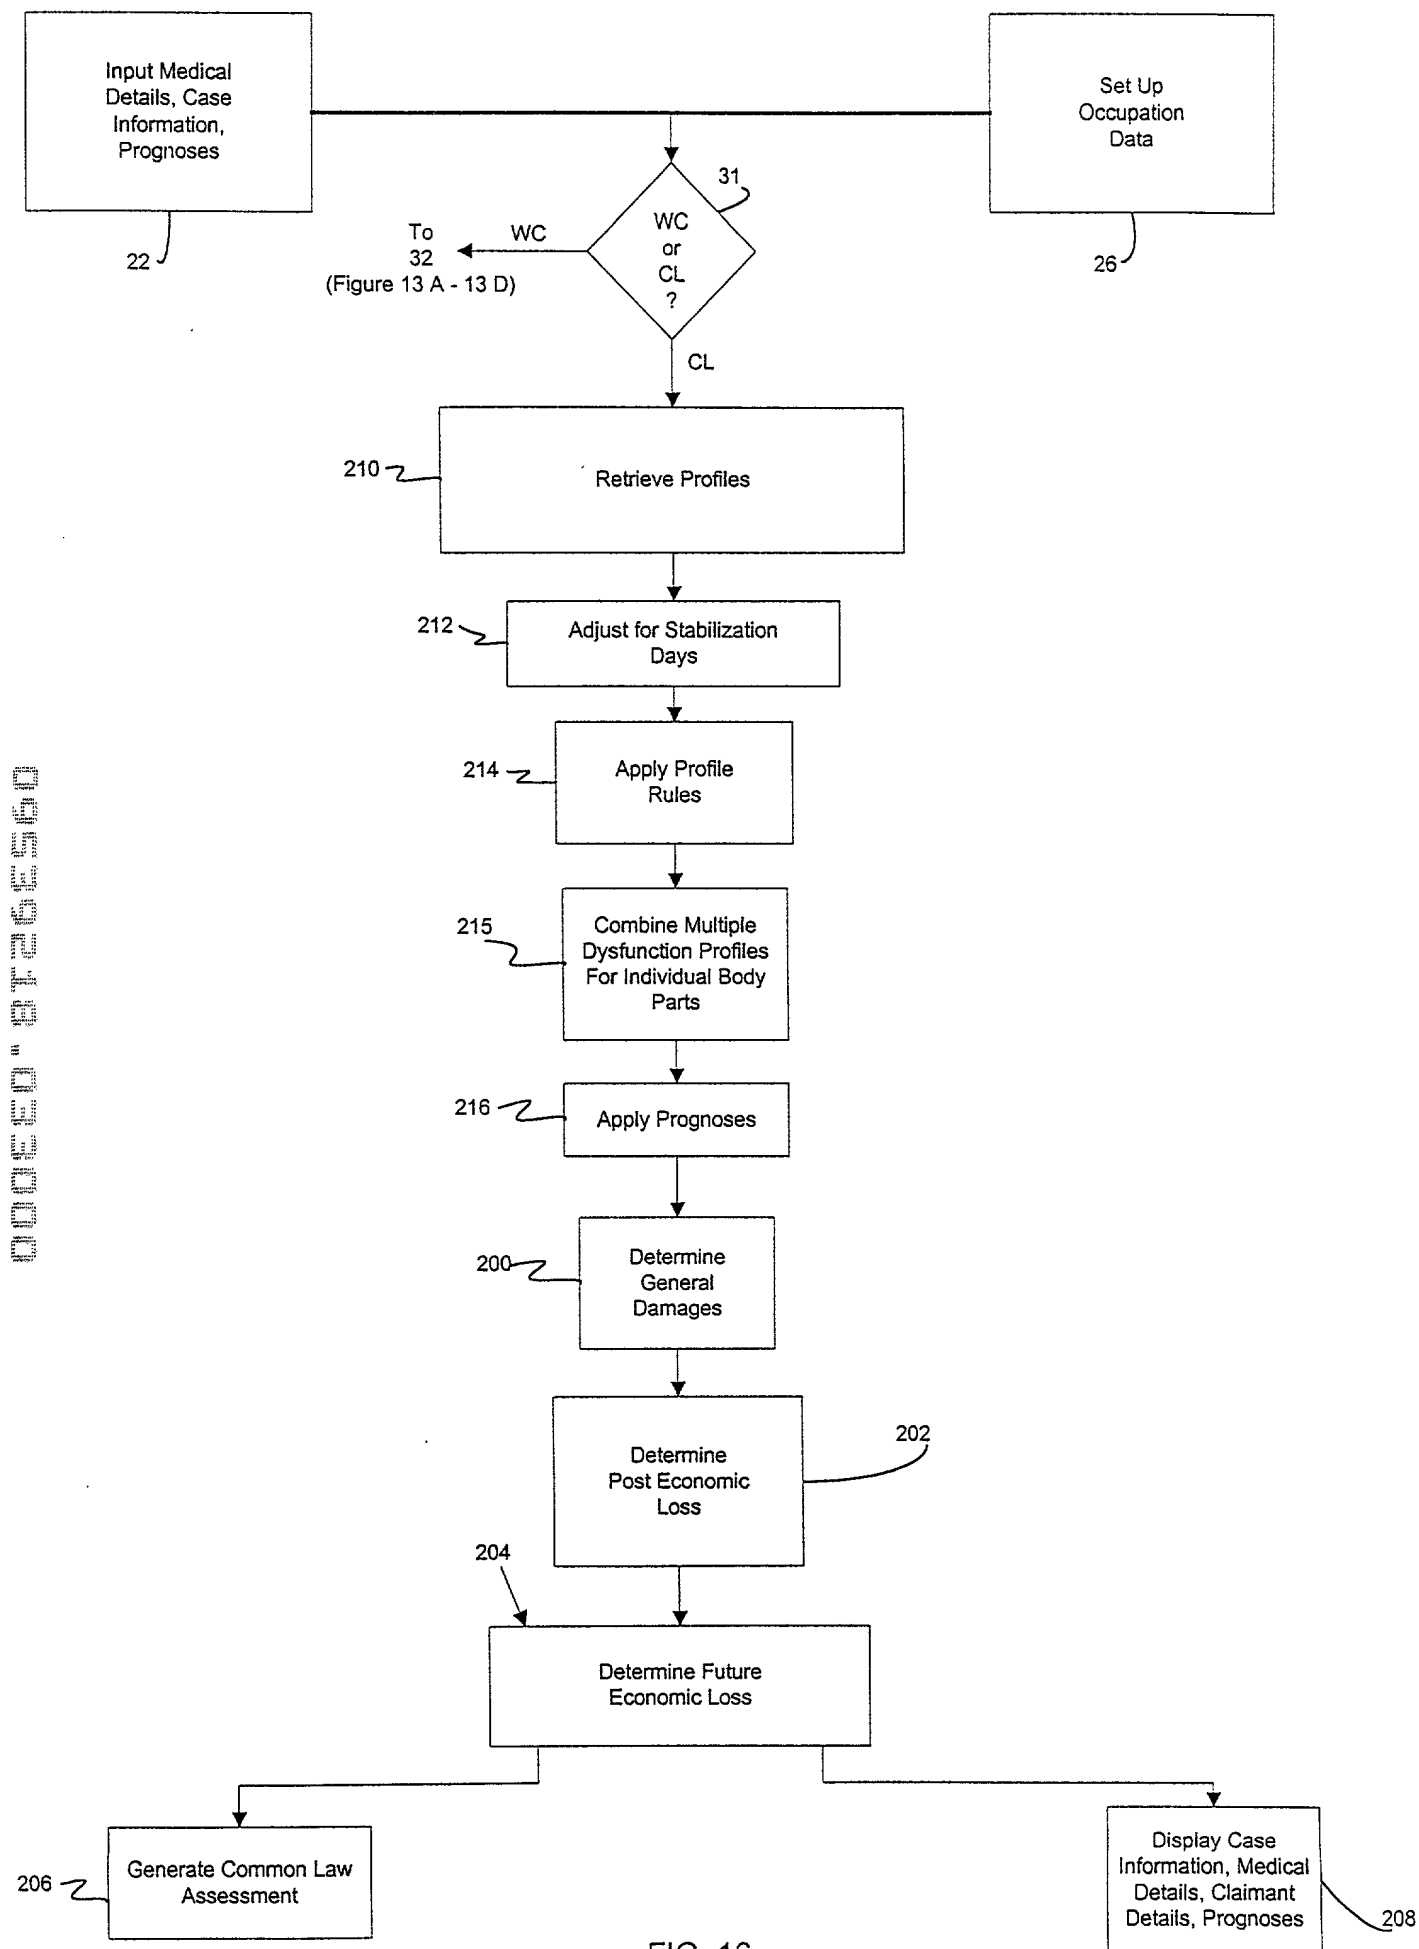 Input Medical
Details, Case
Information,
Prognoses
22
Set Up
Occupation
Data
26
31
WC
or
CL
?
WC
To
32
(Figure 13 A - 13 D)
CL
210
Retrieve Profiles
212
Adjust for Stabilization
Days
214
Apply Profile
Rules
215
Combine Multiple
Dysfunction Profiles
For Individual Body
Parts
216
Apply Prognoses
200
Determine
General
Damages
202
Determine
Post Economic
Loss
204
Determine Future
Economic Loss
206
Generate Common Law
Assessment
Display Case
Information, Medical
Details, Claimant
Details, Prognoses
208
FIG. 16